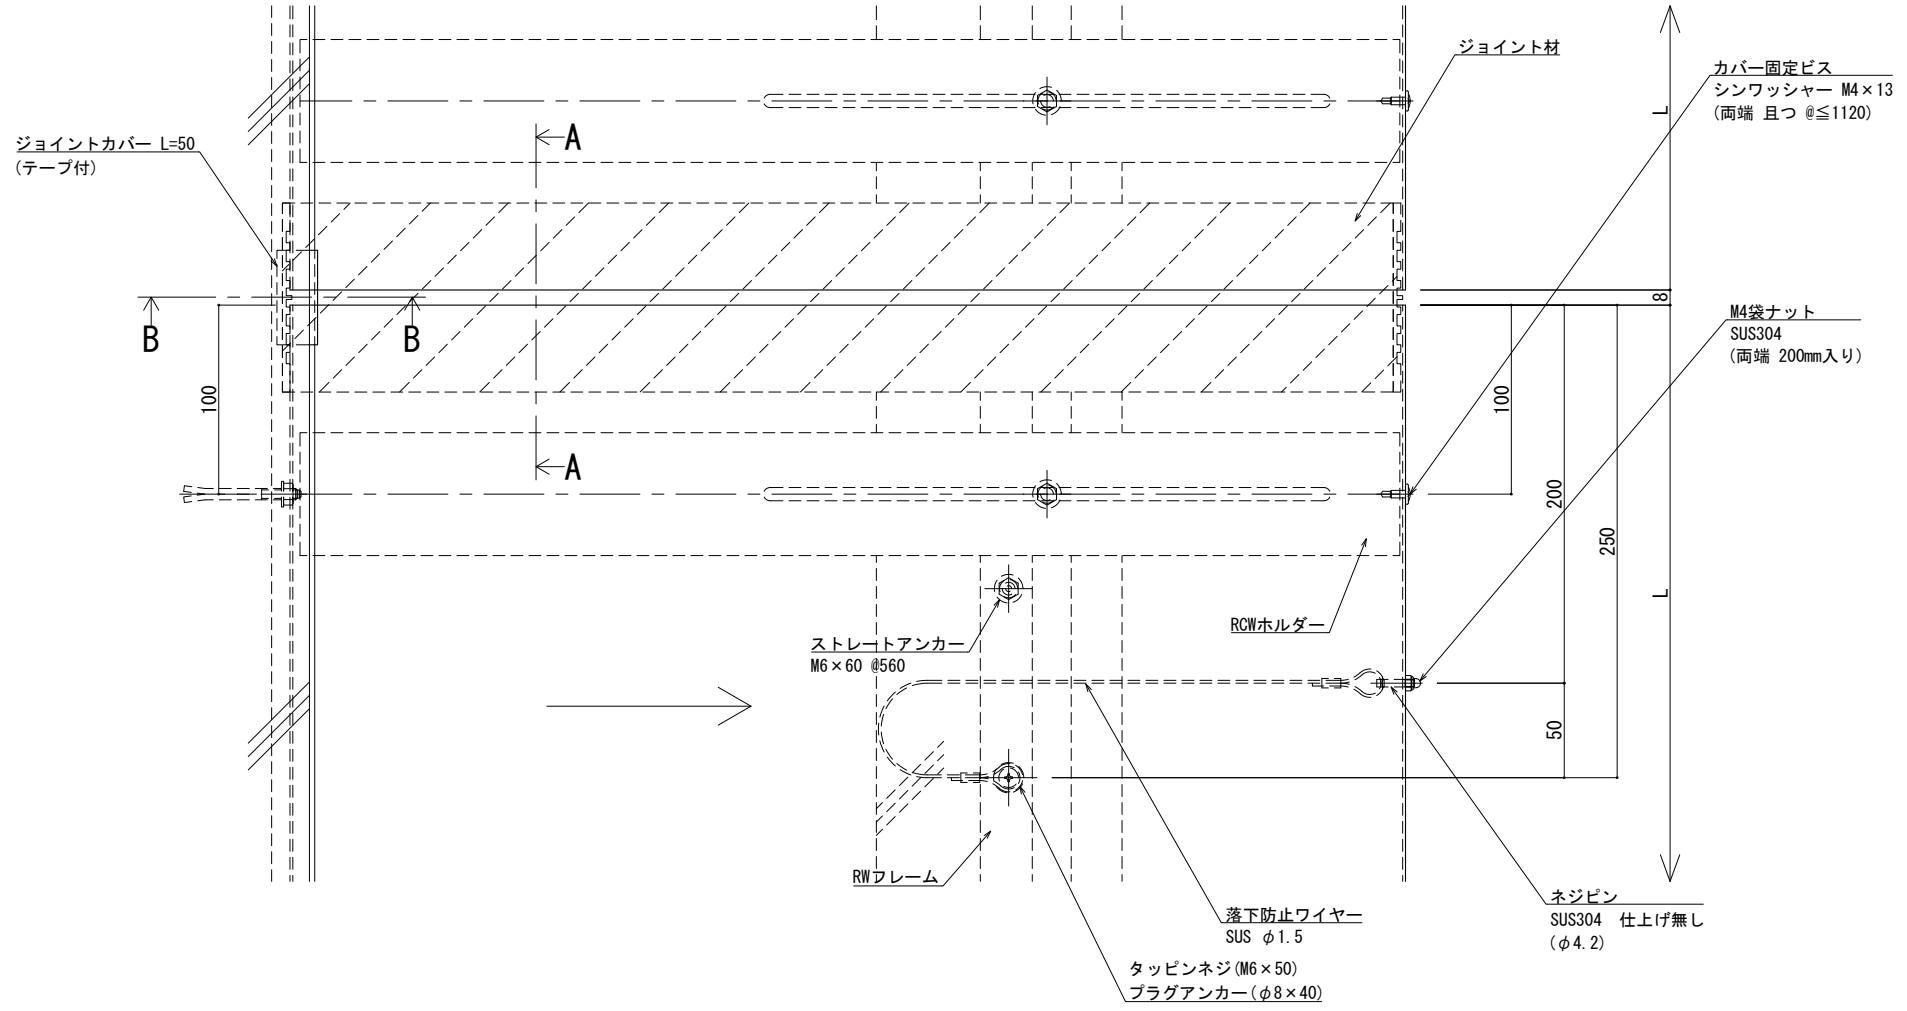 ジョイント材
カバー固定ビス
シンワッシャー M4×13
(両端 且つ @≦1120)
L
ジョイントカバー L=50
(テープ付)
A
B
B
8
M4袋ナット
SUS304
(両端 200mm入り)
100
100
A
200
250
L
ストレートアンカー
M6×60 @560
RCWホルダー
50
RWフレーム
落下防止ワイヤー
SUS φ1.5
ネジピン
SUS304 仕上げ無し
(φ4.2)
タッピンネジ(M6×50)
プラグアンカー(φ8×40)